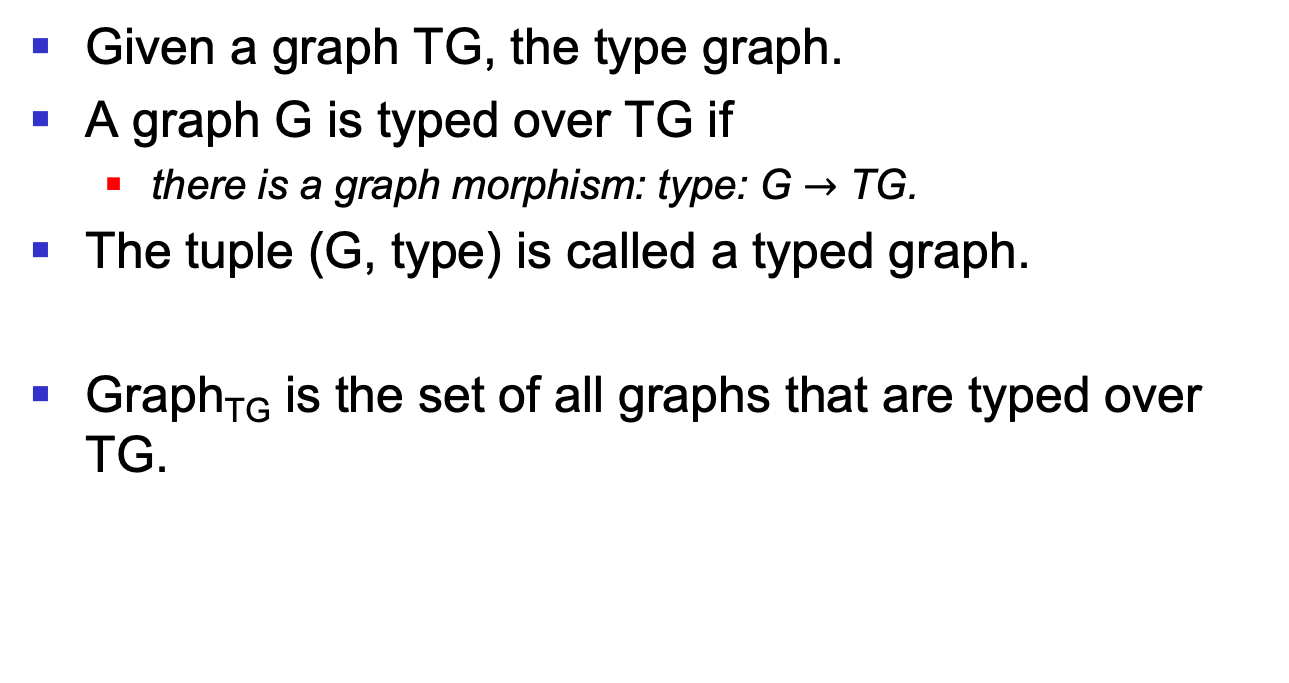 Given a graph TG, the type graph.
A graph G is typed over TG if
there is a graph morphism: type: G → TG.
The tuple (G, type) is called a typed graph.
Graph_TG is the set of all graphs that are typed over
TG.